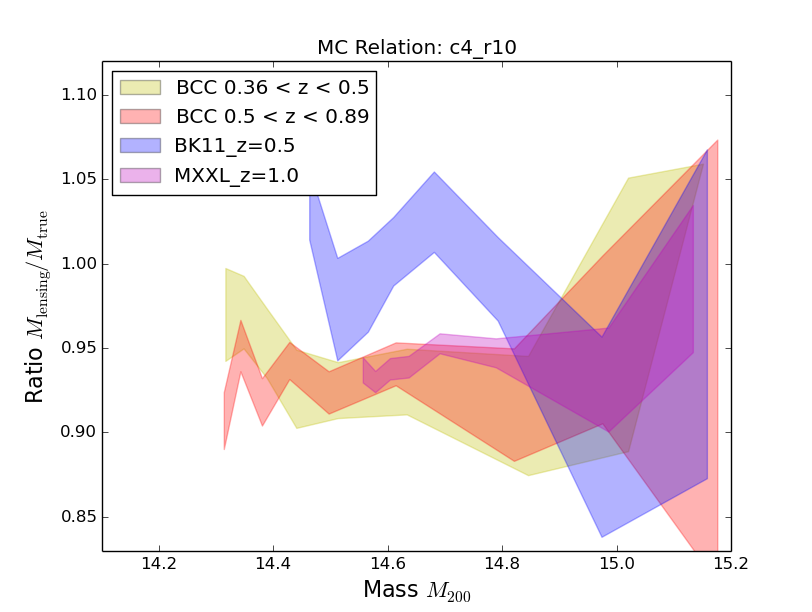 MC Relation: c4_r10
BCC 0.36 < z < 0.5
BCC 0.5 < z < 0.89
BK11_z=0.5
MXXL_z=1.0
1.10
1.05
1.00
0.95
0.90
0.85
Ratio M_lensing/M_true
14.2 14.4 14.6 14.8 15.0 15.2
Mass M_200